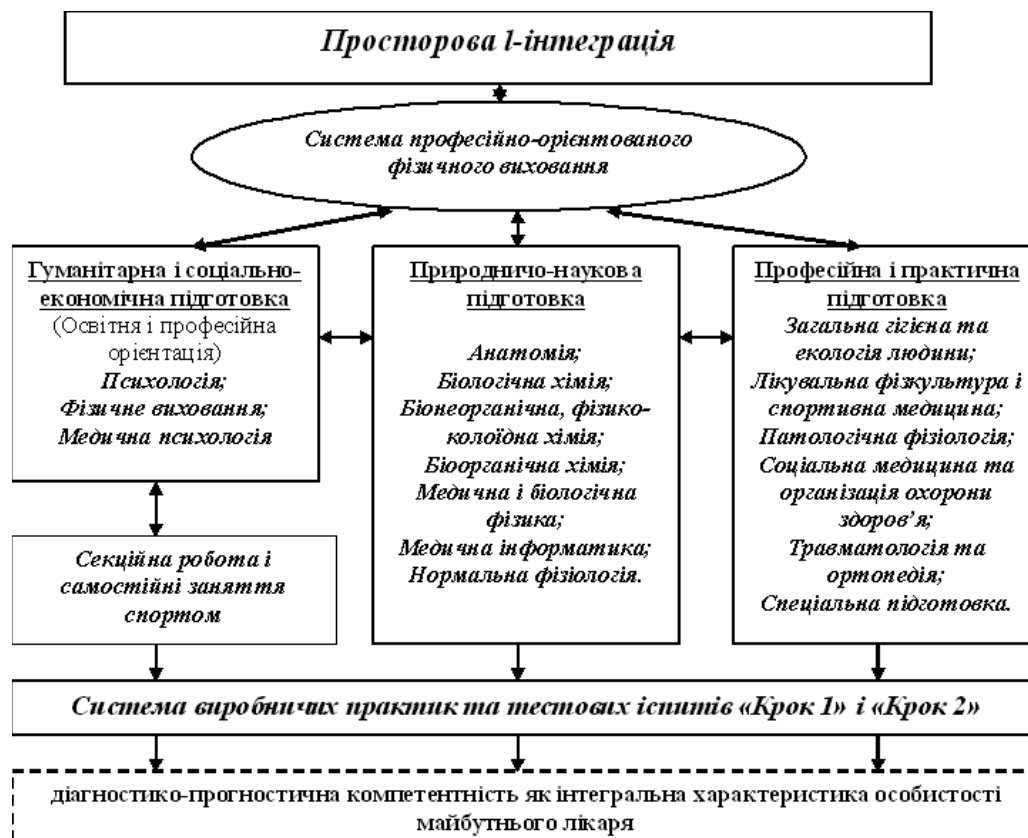 Просторова l-інтеграція
Система професійно-орієнтованого
фізичного виховання
Гуманітарна і соціально-
економічна підготовка
(Освітня і професійна
орієнтація)
Психологія;
Фізичне виховання;
Медична психологія
Секційна робота і
самостійні заняття
спортом
Природничо-наукова
підготовка
Анатомія;
Біологічна хімія;
Біонеорганічна, фізико-
колоїдна хімія;
Біоорганічна хімія;
Медична і біологічна
фізика;
Медична інформатика;
Нормальна фізіологія.
Професійна і практична
підготовка
Загальна гігієна та
екологія людини;
Лікувальна фізкультура і
спортивна медицина;
Патологічна фізіологія;
Соціальна медицина та
організація охорони
здоров’я;
Травматологія та
ортопедія;
Спеціальна підготовка.
Система виробничих практик та тестових іспитів «Крок 1» і «Крок 2»
діагностико-прогностична компетентність як інтегральна характеристика особистості
майбутнього лікаря